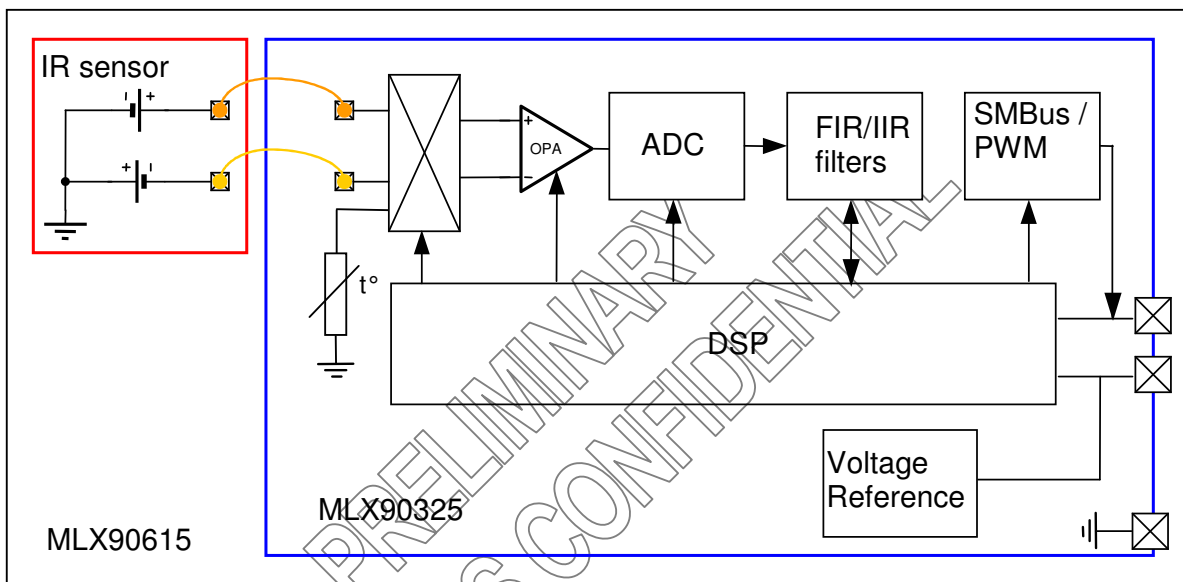 IR sensor
- +
+ -
t°
+
OPA
-
ADC
FIR/IIR
filters
SMBus /
PWM
DSP
Voltage
Reference
MLX90325
MLX90615
PRELIMINARY
CONFIDENTIAL